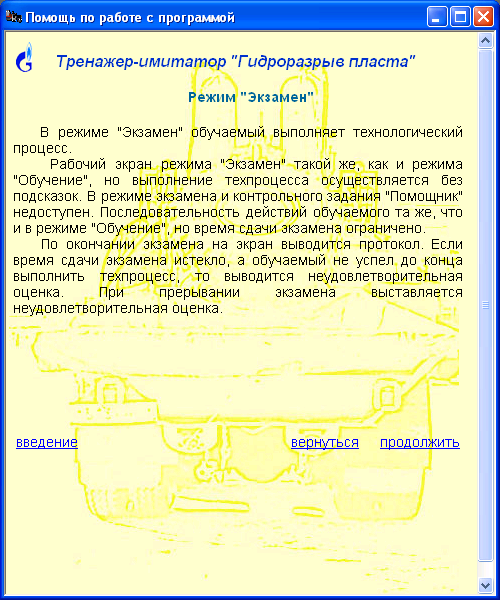 Помощь по работе с программой
Тренажер-имитатор "Гидроразрыв пласта"
Режим "Экзамен"
В режиме "Экзамен" обучаемый выполняет технологический
процесс.
Рабочий экран режима "Экзамен" такой же, как и режима
"Обучение", но выполнение техпроцесса осуществляется без
подсказок. В режиме экзамена и контрольного задания "Помощник"
недоступен. Последовательность действий обучаемого та же, что
и в режиме "Обучение", но время сдачи экзамена ограничено.
По окончании экзамена на экран выводится протокол. Если
время сдачи экзамена истекло, а обучаемый не успел до конца
выполнить техпроцесс, то выводится неудовлетворительная
оценка. При прерывании экзамена выставляется
неудовлетворительная оценка.
введение вернуться продолжить